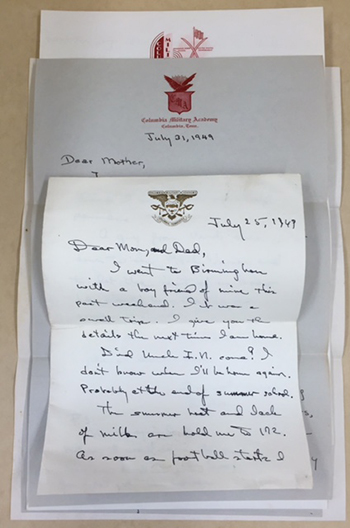 Columbia Military Academy
Columbia, Tenn.
July 21, 1949
Dear Mother,
July 25, 1949
Dear Mom, and Dad,
I went to Birmingham
with a boy friend of mine this
past weekend. It was a
swell trip. I give you the
details the next time I am home.
Did Uncle I.N. come? I
don't know when I'll be home again.
Probably at the end of summer school.
The summer heat and lack
of milk are hold me to 172.
As soon as football starts I